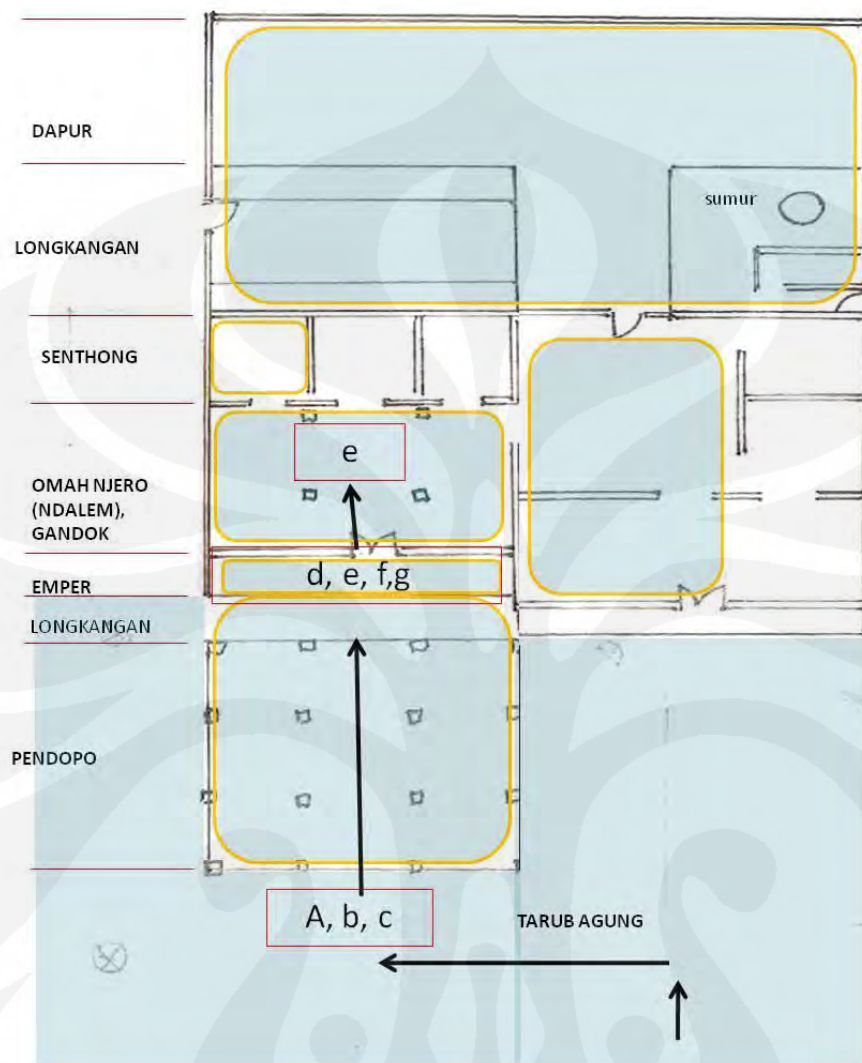 DAPUR
sumur
LONGKANGAN
SENTHONG
e
OMAH NJERO
(NDALEM),
GANDOK
d, e, f,g
EMPER
LONGKANGAN
PENDOPO
A, b, c
TARUB AGUNG